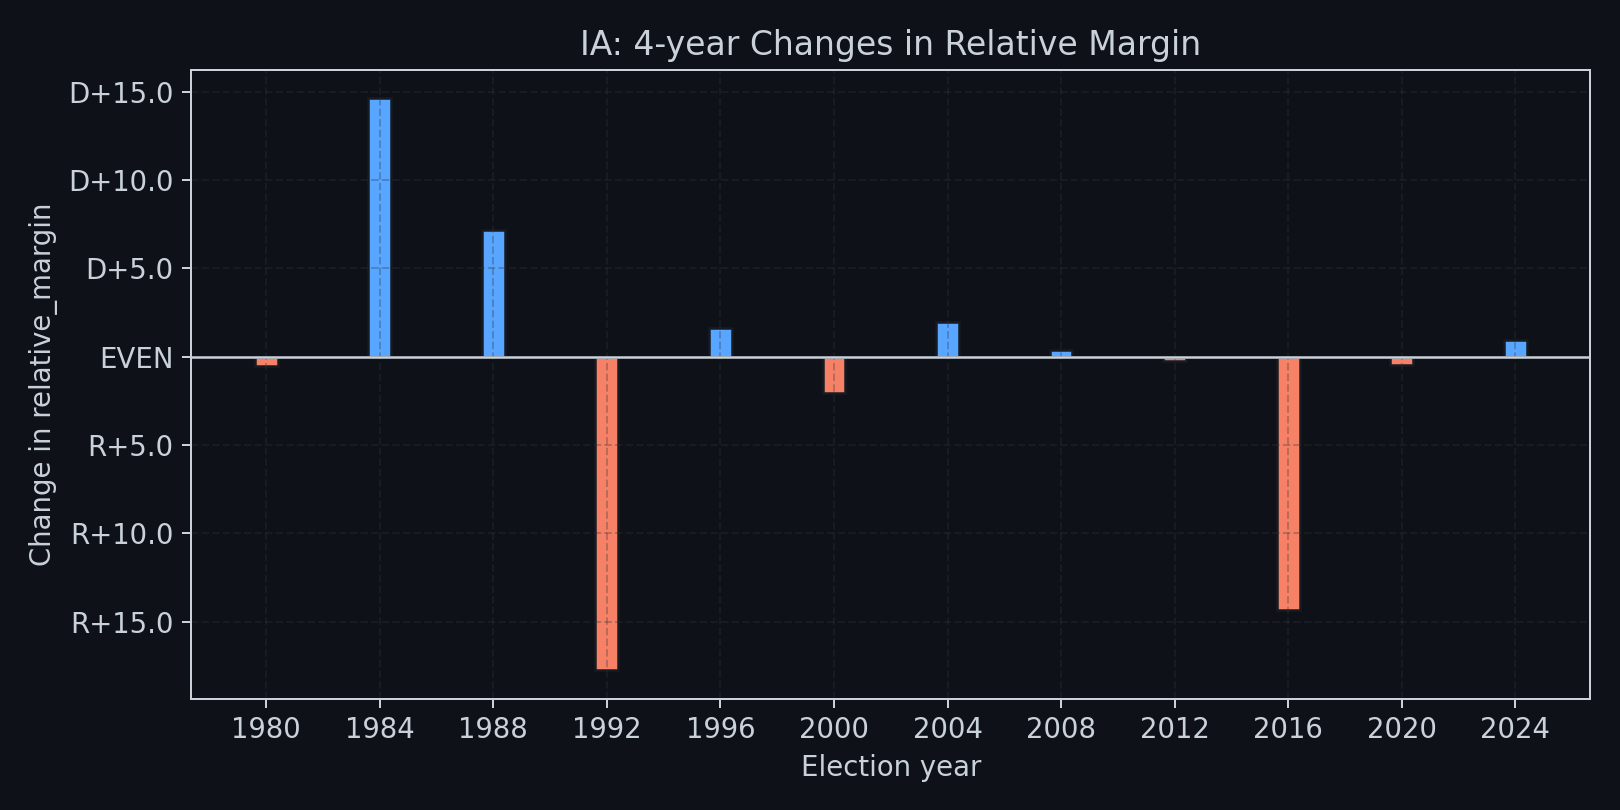 IA: 4-year Changes in Relative Margin
Change in relative_margin
D+15.0
D+10.0
D+5.0
EVEN
R+5.0
R+10.0
R+15.0
1980 1984 1988 1992 1996 2000 2004 2008 2012 2016 2020 2024
Election year